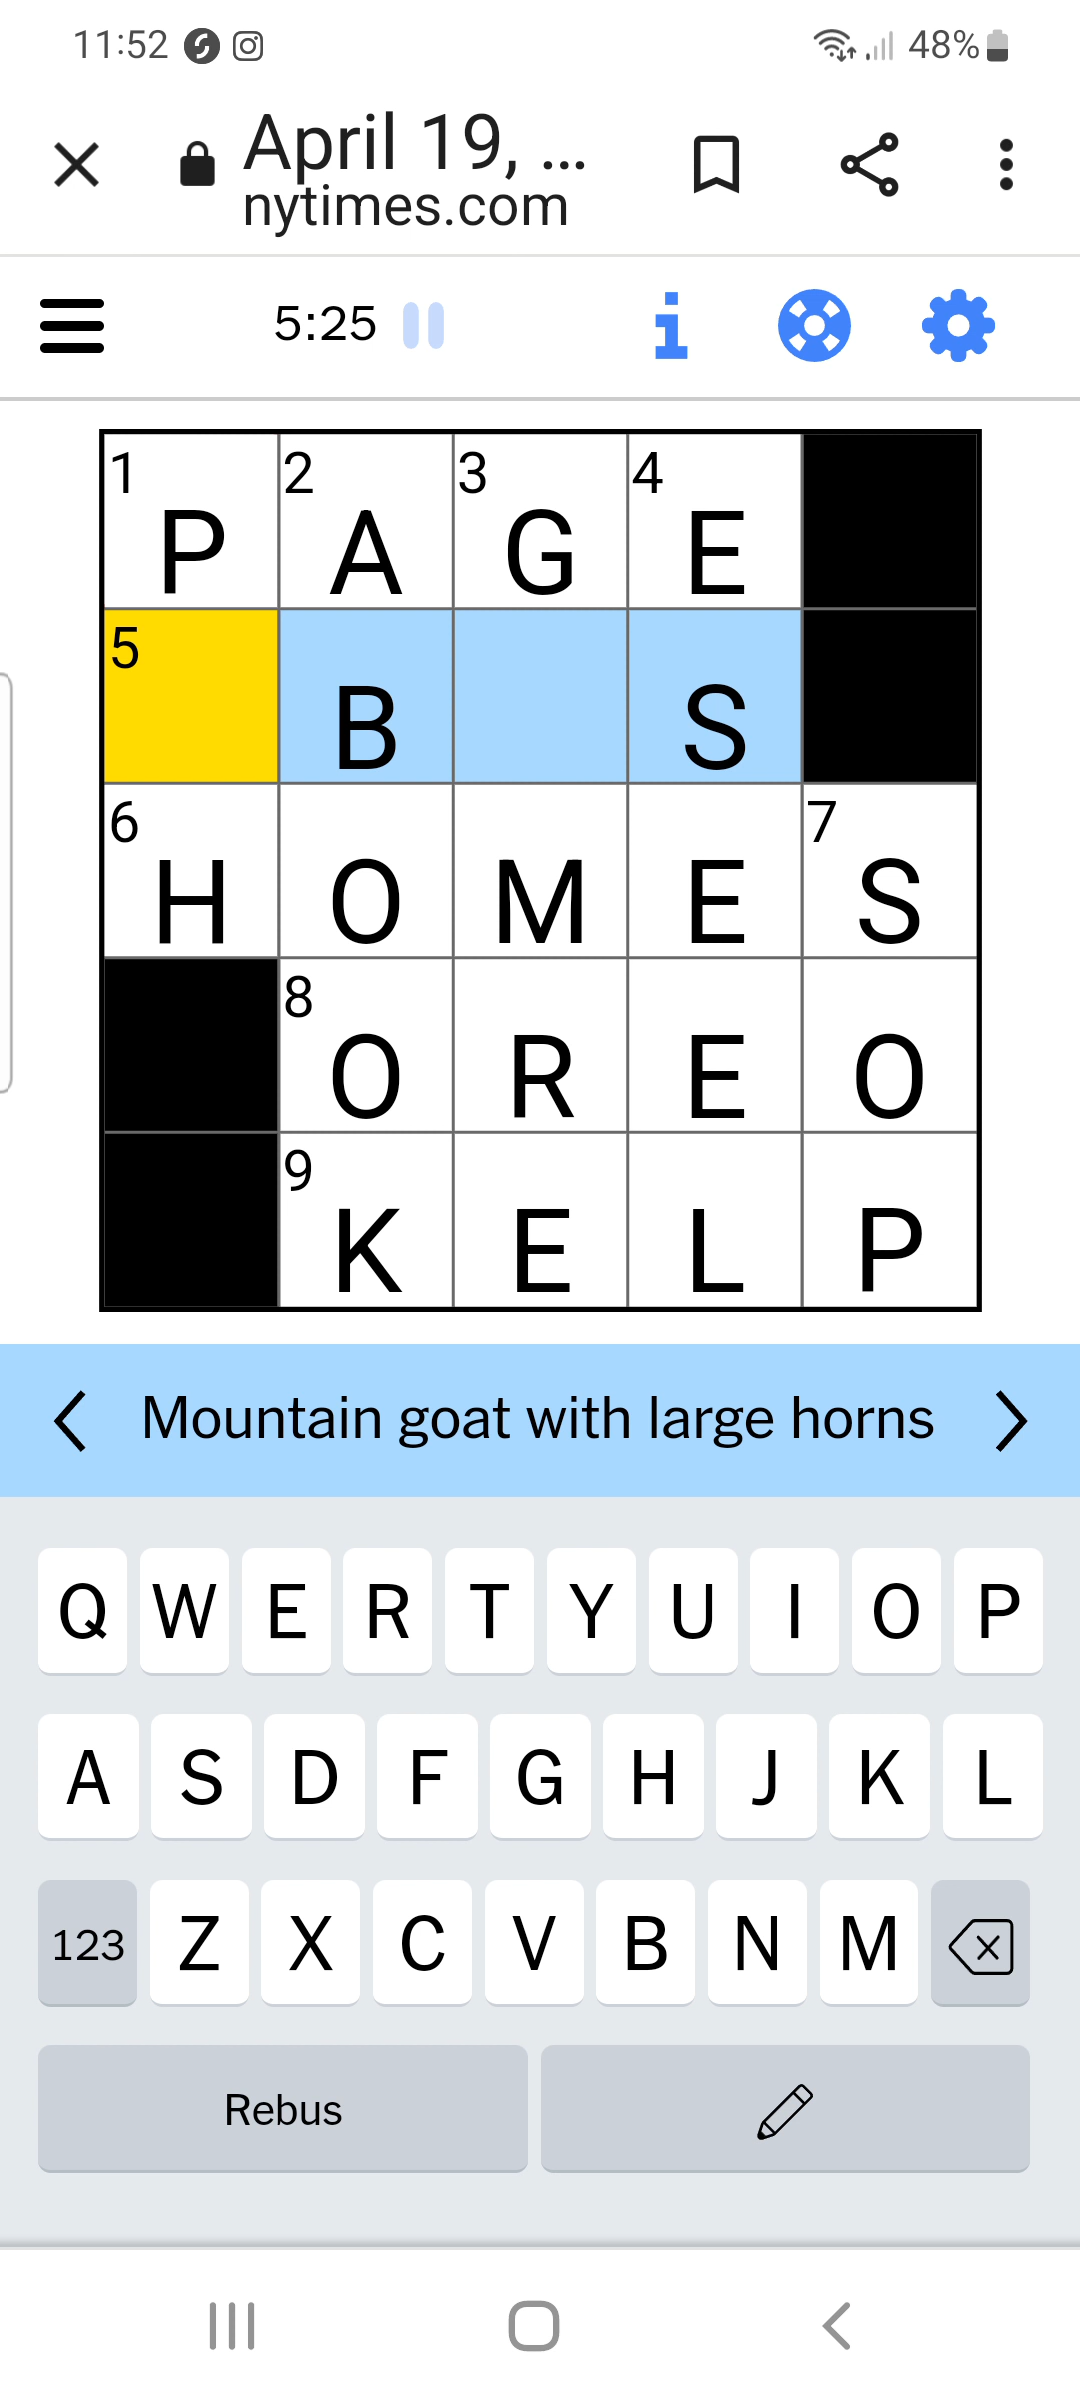 11:52 48%
April 19, ...
nytimes.com
5:25
1 2 3 4
P A G E
5
B S
6 7
H O M E S
8
O R E O
9
K E L P
Mountain goat with large horns
Q W E R T Y U I O P
A S D F G H J K L
123 Z X C V B N M
Rebus